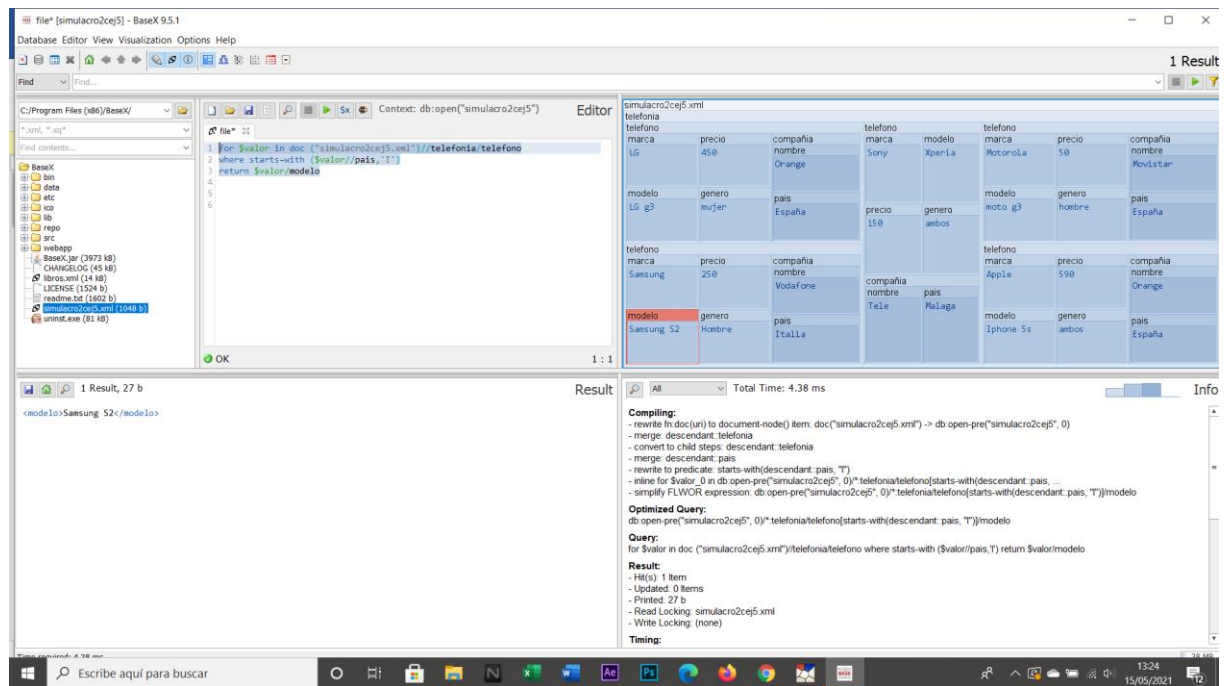 file* [simulacro2cej5] - BaseX 9.5.1
Database Editor View Visualization Options Help
1 Result
Find
Find...
C:/Program Files (x86)/BaseX/
*.xml, *.xq*
Find contents...
BaseX
bin
data
etc
ico
lib
repo
src
webapp
BaseX.jar (3973 kB)
CHANGELOG (45 kB)
libros.xml (14 kB)
LICENSE (1524 b)
readme.txt (1602 b)
simulacro2cej5.xml (1048 b)
uninst.exe (81 kB)
Context: db:open("simulacro2cej5")
Editor
file*
1 for $valor in doc ("simulacro2cej5.xml")//telefonia/telefono
2 where starts-with ($valor//pais,'I')
3 return $valor/modelo
4
5
6
OK
1 : 1
simulacro2cej5.xml
telefonia
telefono
marca
LG
precio
450
compañia
nombre
Orange
modelo
LG g3
genero
mujer
pais
España
telefono
marca
Samsung
precio
250
compañia
nombre
Vodafone
modelo
Samsung S2
genero
Hombre
pais
Italia
telefono
marca
Sony
modelo
Xperia
precio
150
genero
ambos
compañia
nombre
Tele
pais
Malaga
telefono
marca
Motorola
precio
50
compañia
nombre
Movistar
modelo
moto g3
genero
hombre
pais
España
telefono
marca
Apple
precio
590
compañia
nombre
Orange
modelo
Iphone 5s
genero
ambos
pais
España
1 Result, 27 b
Result
<modelo>Samsung S2</modelo>
All
Total Time: 4.38 ms
Info
Compiling:
- rewrite fn:doc(uri) to document-node() item: doc("simulacro2cej5.xml") -> db:open-pre("simulacro2cej5", 0)
- merge: descendant::telefonia
- convert to child steps: descendant::telefonia
- merge: descendant::pais
- rewrite to predicate: starts-with(descendant::pais, "I")
- inline for $valor_0 in db:open-pre("simulacro2cej5", 0)/*:telefonia/telefono[starts-with(descendant::pais, ...
- simplify FLWOR expression: db:open-pre("simulacro2cej5", 0)/*:telefonia/telefono[starts-with(descendant::pais, "I")]/modelo
Optimized Query:
db:open-pre("simulacro2cej5", 0)/*:telefonia/telefono[starts-with(descendant::pais, "I")]/modelo
Query:
for $valor in doc ("simulacro2cej5.xml")//telefonia/telefono where starts-with ($valor//pais,'I') return $valor/modelo
Result:
- Hit(s): 1 Item
- Updated: 0 Items
- Printed: 27 b
- Read Locking: simulacro2cej5.xml
- Write Locking: (none)
Timing:
Time required: 4.38 ms
28 MB
Escribe aquí para buscar
13:24
15/05/2021